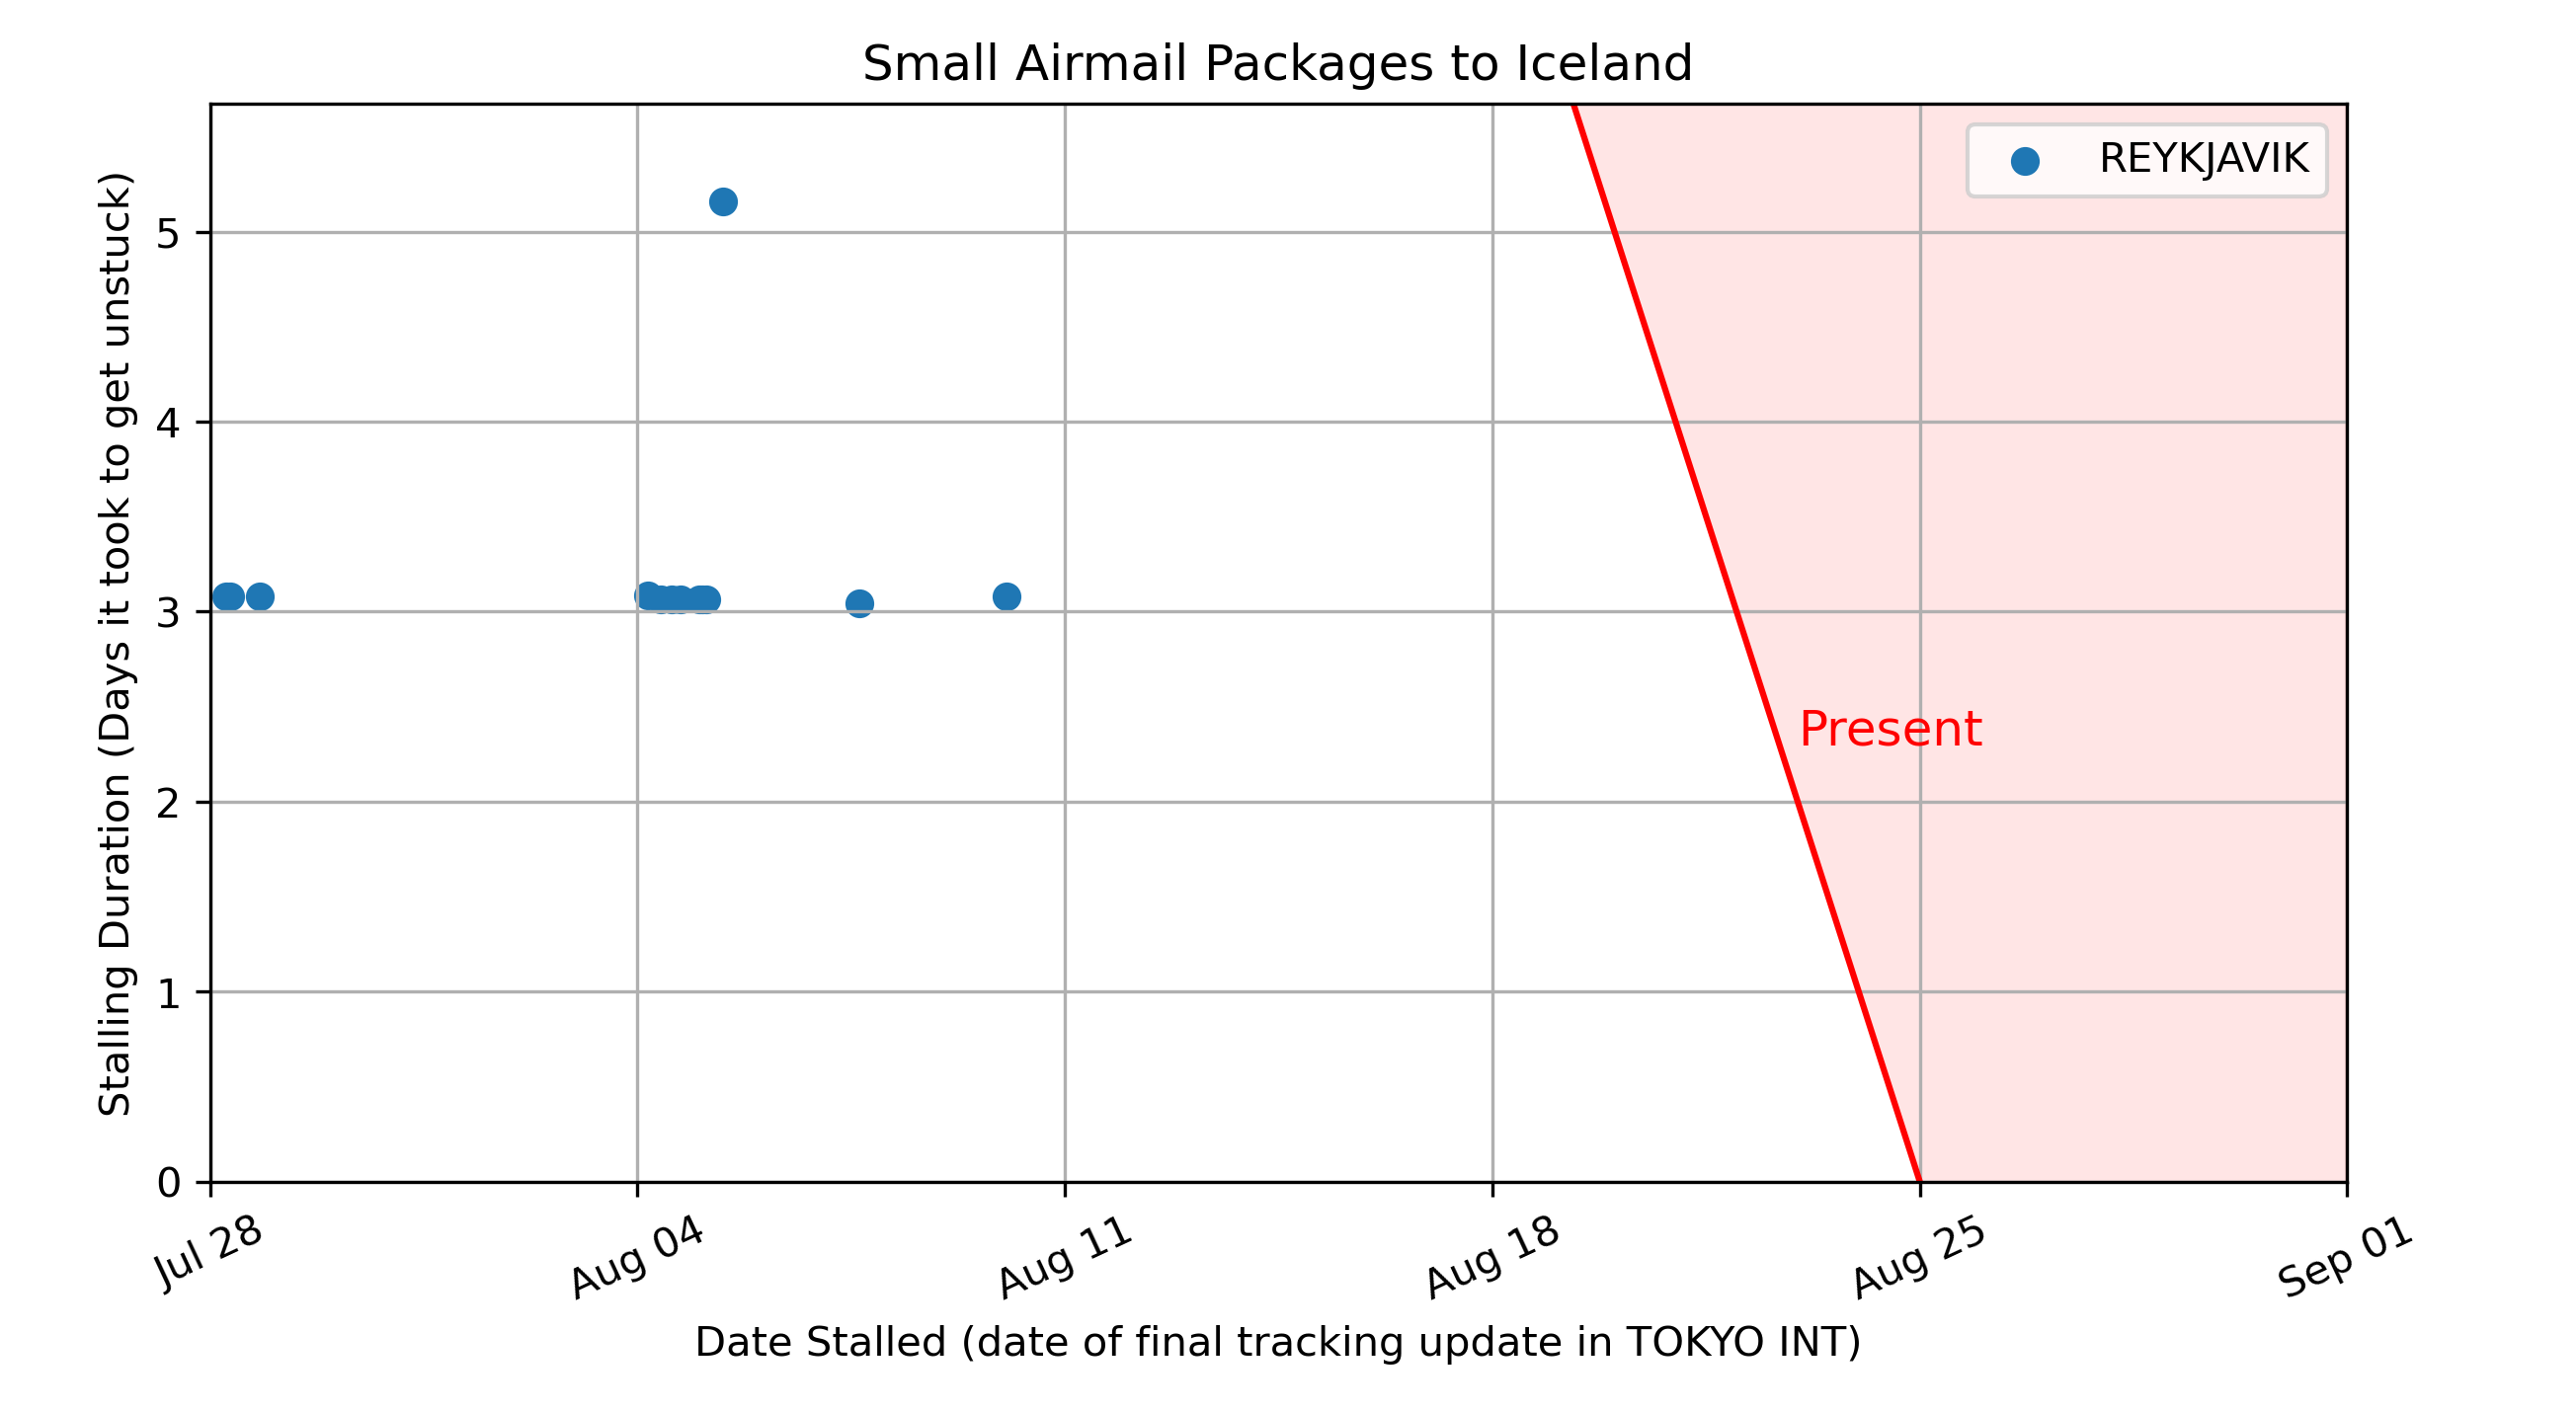 Small Airmail Packages to Iceland
REYKJAVIK
Stalling Duration (Days it took to get unstuck)
5
4
3
2
1
0
Present
Jul 28
Aug 04
Aug 11
Aug 18
Aug 25
Sep 01
Date Stalled (date of final tracking update in TOKYO INT)